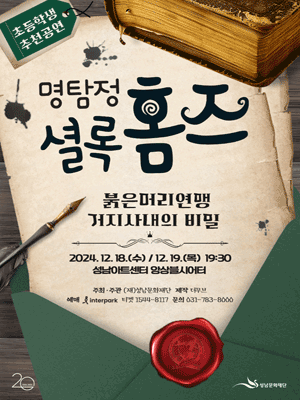 초등학생
추천공연
명탐정
셜록 홈즈
붉은머리연맹
거지사내의 비밀
2024. 12. 18.(수) / 12. 19.(목) 19:30
성남아트센터 앙상블시어터
주최·주관 (재)성남문화재단 제작
예매 interpark 티켓 1544-8117 문의 031-783-8000
20
성남문화재단